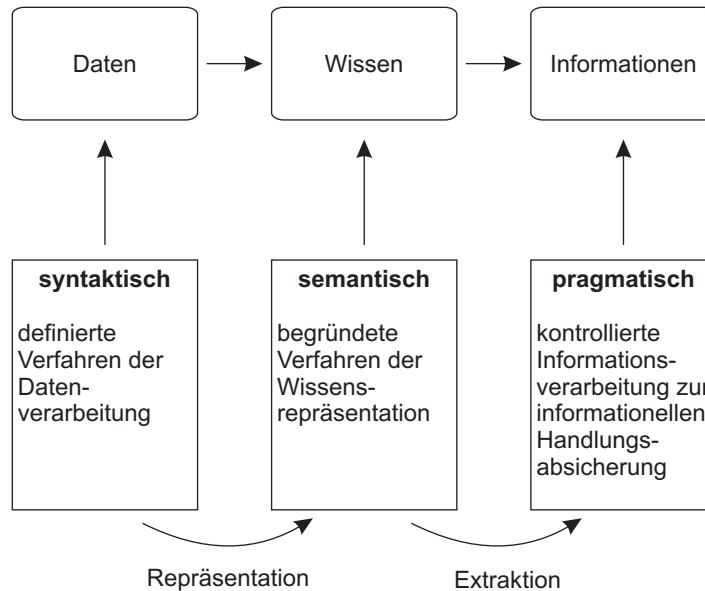 Daten
Wissen
Informationen
syntaktisch
definierte
Verfahren der
Daten-
verarbeitung
semantisch
begründete
Verfahren der
Wissens-
repräsentation
pragmatisch
kontrollierte
Informations-
verarbeitung zur
informationellen
Handlungs-
absicherung
Repräsentation
Extraktion